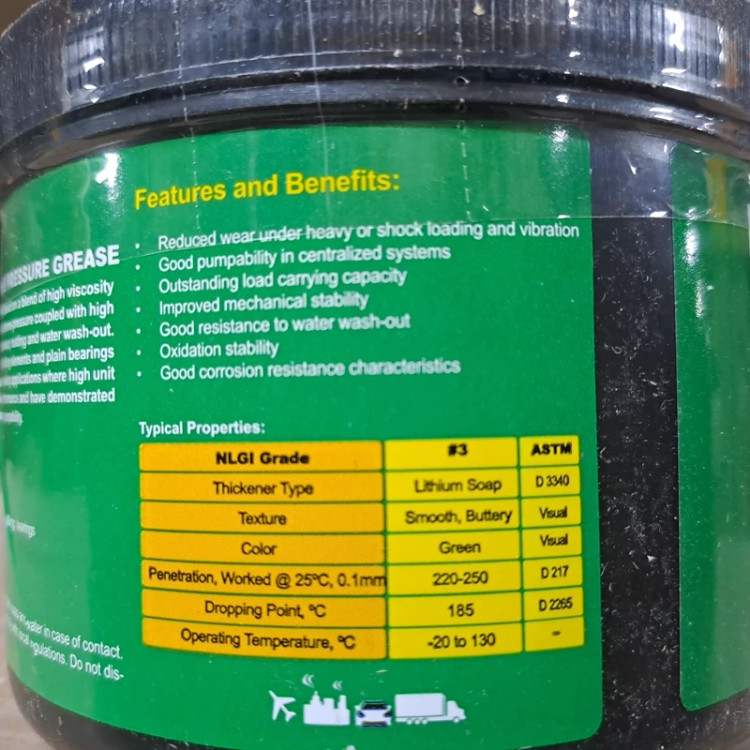 Features and Benefits:
• Reduced wear under heavy or shock loading and vibration
• Good pumpability in centralized systems
• Outstanding load carrying capacity
• Improved mechanical stability
• Good resistance to water wash-out
• Oxidation stability
• Good corrosion resistance characteristics
GREASE
a blend of high viscosity
pressure coupled with high
and water wash-out.
and plain bearings
applications where high unit
and have demonstrated
Typical Properties:
NLGI Grade #3 ASTM
Thickener Type Lithium Soap D 3340
Texture Smooth, Buttery Visual
Color Green Visual
Penetration, Worked @ 25ºC, 0.1mm 220-250 D 217
Dropping Point, ºC 185 D 2265
Operating Temperature, ºC -20 to 130 -
water in case of contact.
Do not dis-